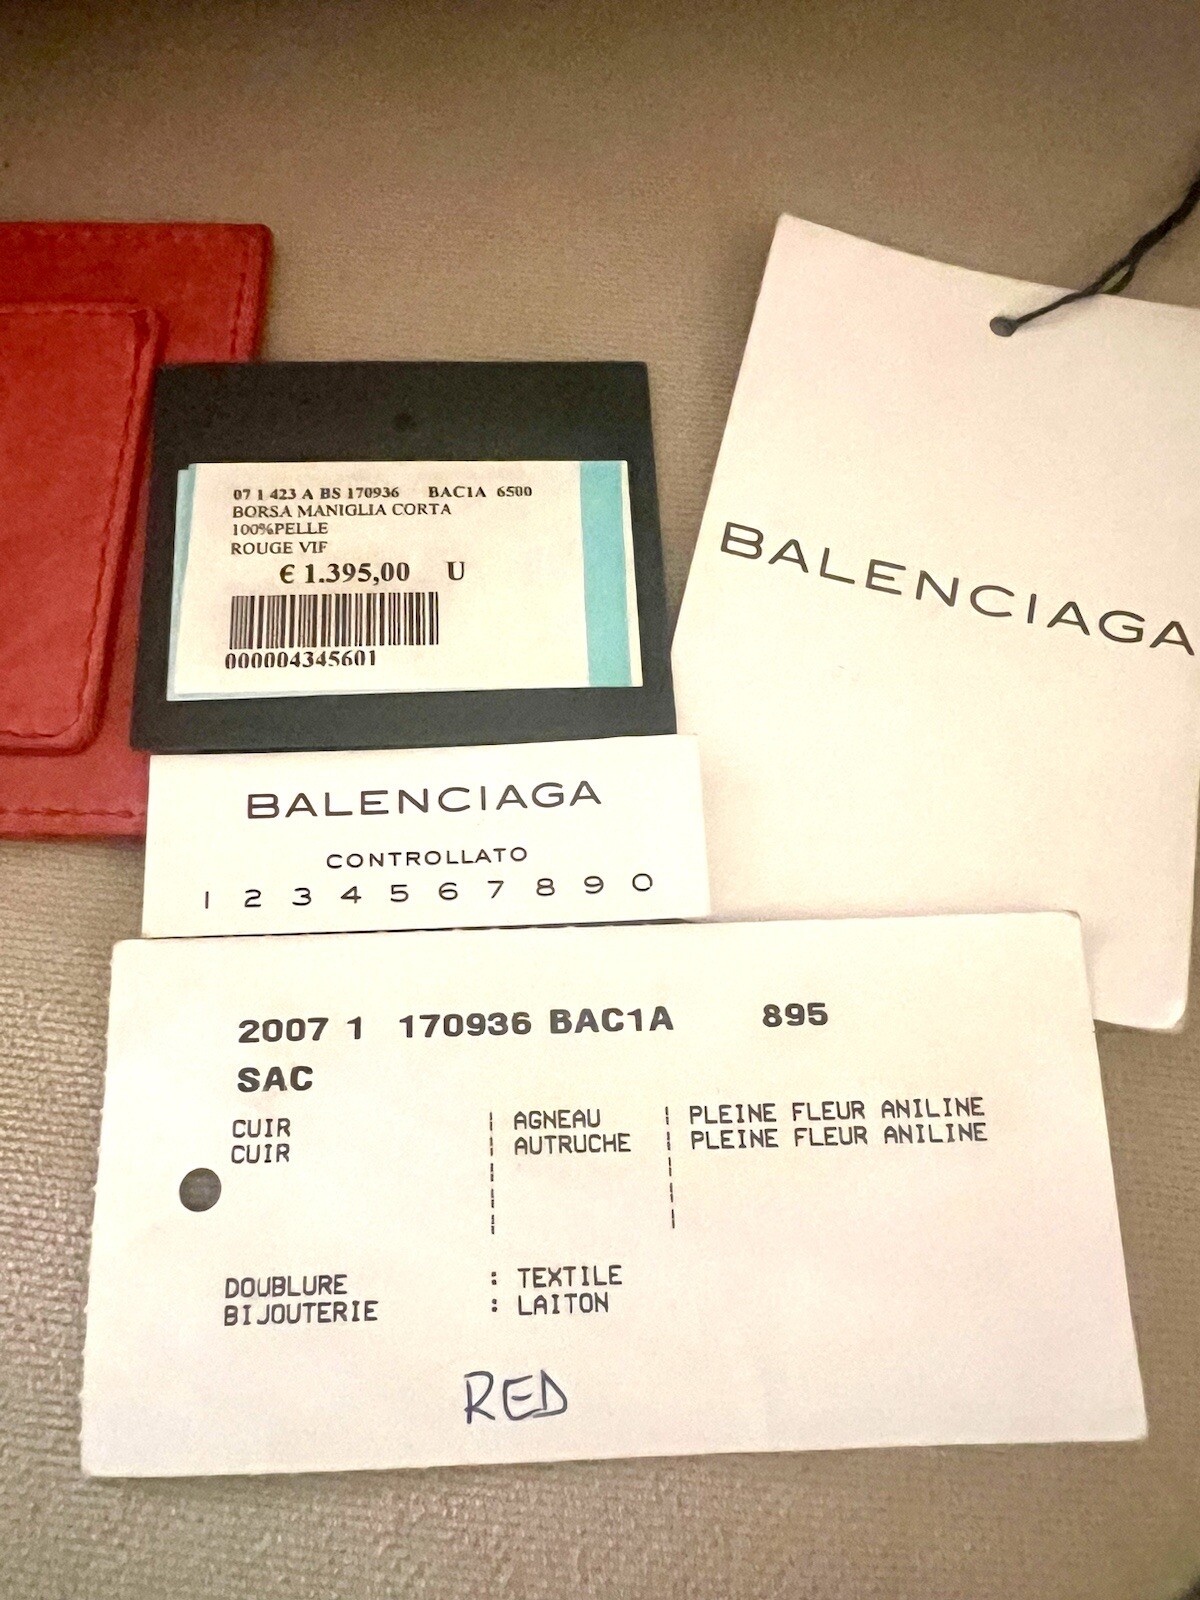 07 1 423 A BS 170936 BAC1A 6500
BORSA MANIGLIA CORTA
100%PELLE
ROUGE VIF
€ 1.395,00 U
000004345601
BALENCIAGA
BALENCIAGA
CONTROLLATO
1 2 3 4 5 6 7 8 9 0
2007 1 170936 BAC1A 895
SAC
CUIR | AGNEAU | PLEINE FLEUR ANILINE
CUIR | AUTRUCHE | PLEINE FLEUR ANILINE
DOUBLURE : TEXTILE
BIJOUTERIE : LAITON
RED